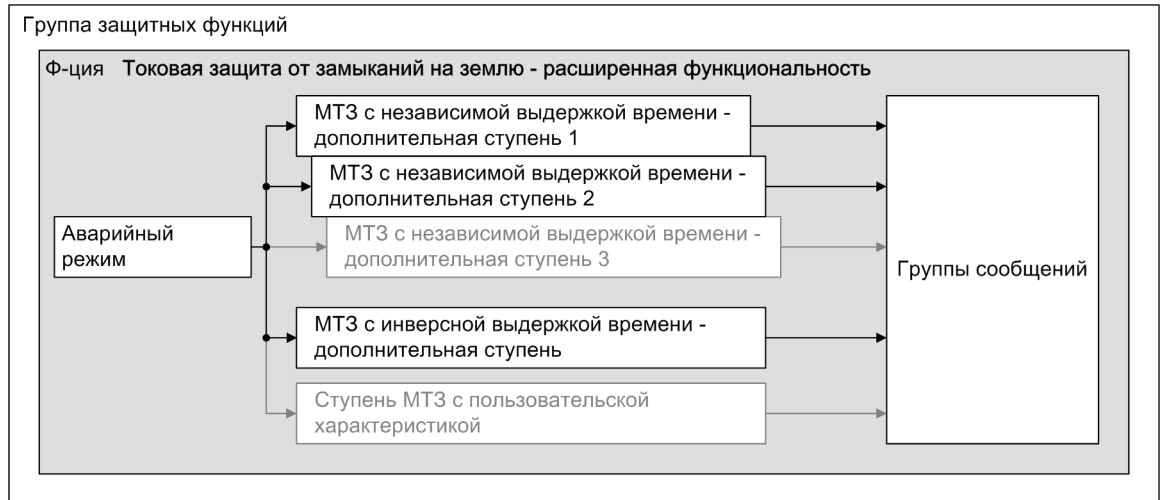 Группа защитных функций
Ф-ция Токовая защита от замыканий на землю - расширенная функциональность
МТЗ с независимой выдержкой времени -
дополнительная ступень 1
МТЗ с независимой выдержкой времени -
дополнительная ступень 2
Аварийный
режим
МТЗ с независимой выдержкой времени -
дополнительная ступень 3
Группы сообщений
МТЗ с инверсной выдержкой времени -
дополнительная ступень
Ступень МТЗ с пользовательской
характеристикой